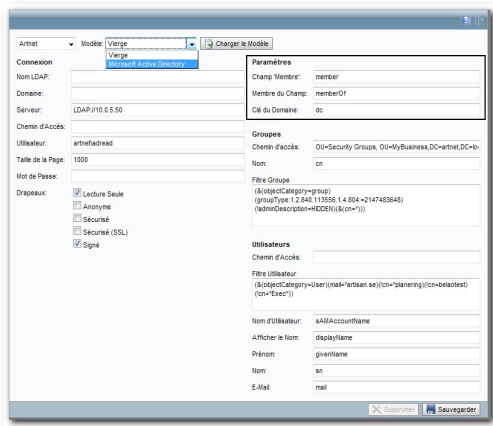 Artnet Modèle: Vierge Charger le Modèle
Vierge
Microsoft Active Directory
Connexion
Nom LDAP:
Domaine:
Serveur: LDAP://10.0.5.50
Chemin d'Accès:
Utilisateur: artnet\adread
Taille de la Page: 1000
Mot de Passe:
Drapeaux: Lecture Seule
Anonyme
Sécurisé
Sécurisé (SSL)
Signé
Paramètres
Champ 'Membre': member
Membre du Champ: memberOf
Clé du Domaine: dc
Groupes
Chemin d'accès: OU=Security Groups, OU=MyBusiness,DC=artnet,DC=loc
Nom: cn
Filtre Groupe
(&(objectCategory=group)
(groupType:1.2.840.113556.1.4.804:=2147483648)
(!adminDescription=HIDDEN)(&(cn=*)))
Utilisateurs
Chemin d'Accès:
Filtre Utilisateur
(&(objectCategory=User)(mail=*artisan.se)(!cn=*planering)(!cn=belaotest)
(!cn=*Exec*))
Nom d'Utilisateur: sAMAccountName
Afficher le Nom: displayName
Prénom: givenName
Nom: sn
E-Mail: mail
Supprimer Sauvegarder